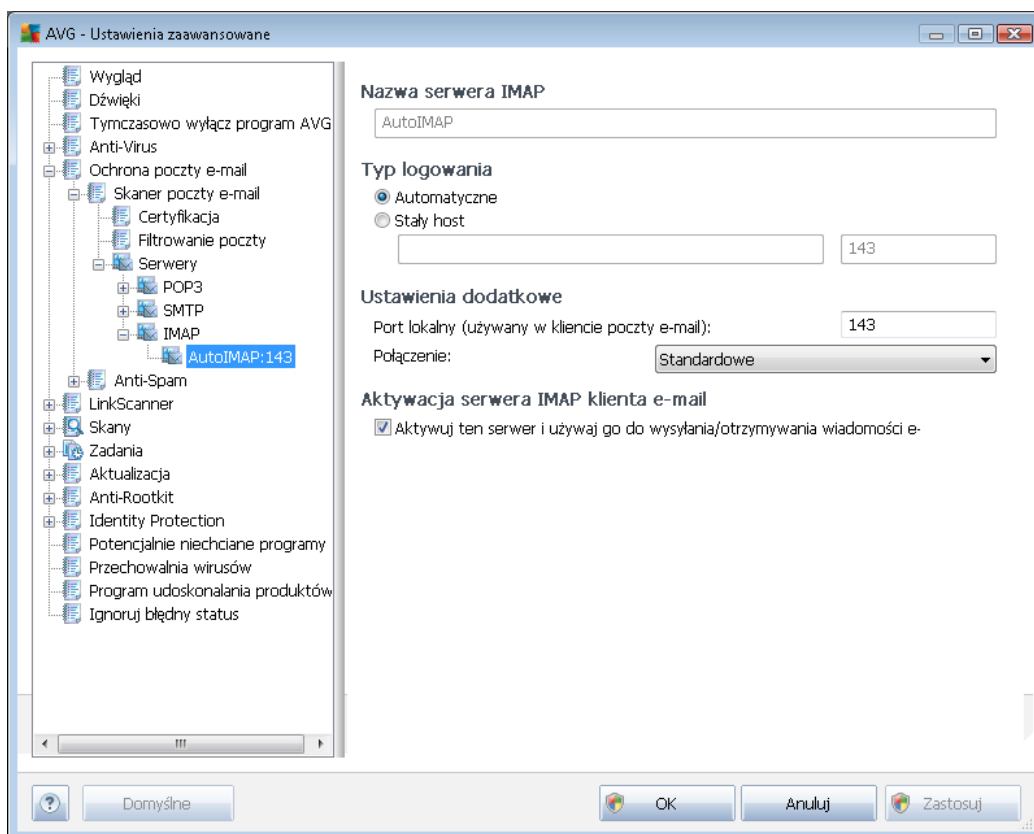 AVG - Ustawienia zaawansowane
Wygląd
Dźwięki
Tymczasowo wyłącz program AVG
Anti-Virus
Ochrona poczty e-mail
Skaner poczty e-mail
Certyfikacja
Filtrowanie poczty
Serwery
POP3
SMTP
IMAP
AutoIMAP:143
Anti-Spam
LinkScanner
Skany
Zadania
Aktualizacja
Anti-Rootkit
Identity Protection
Potencjalnie niechciane programy
Przechowalnia wirusów
Program udoskonalania produktów
Ignoruj błędny status
Nazwa serwera IMAP
AutoIMAP
Typ logowania
Automatyczne
Stały host
143
Ustawienia dodatkowe
Port lokalny (używany w kliencie poczty e-mail): 143
Połączenie: Standardowe
Aktywacja serwera IMAP klienta e-mail
Aktywuj ten serwer i używaj go do wysyłania/otrzymywania wiadomości e-
? Domyślne OK Anuluj Zastosuj